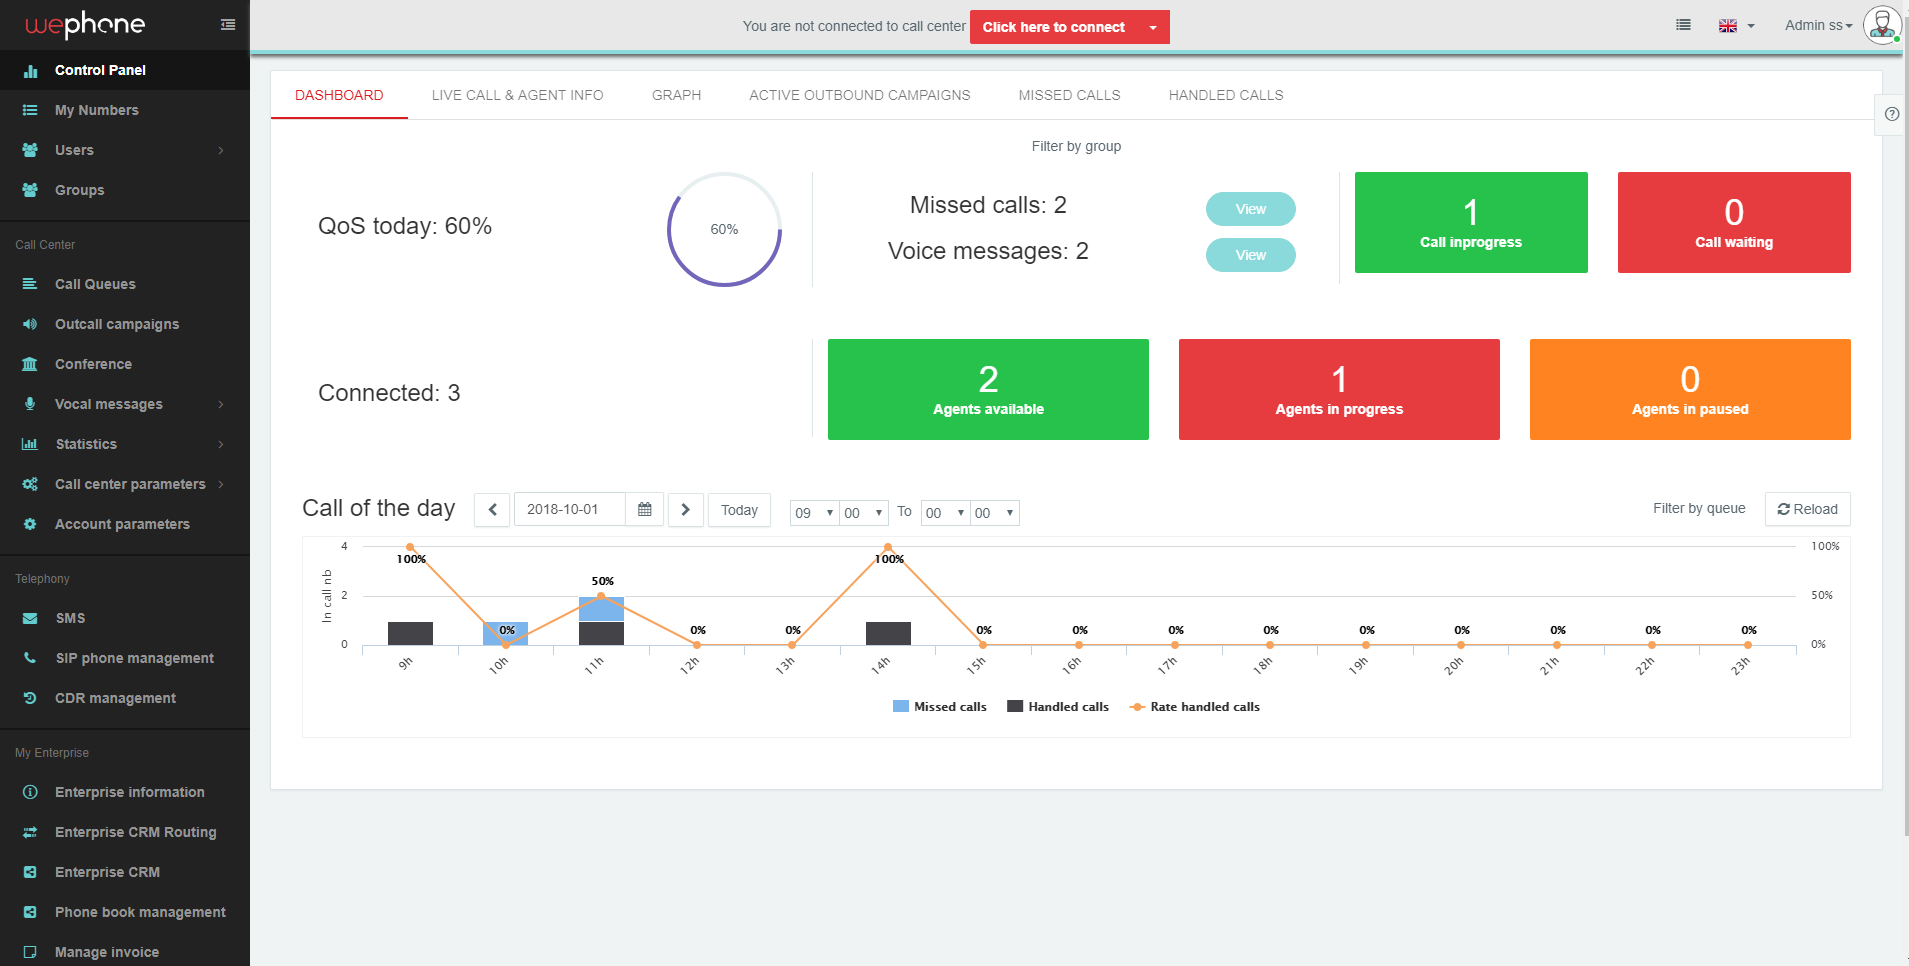 wephone
You are not connected to call center
Click here to connect
Admin ss
Control Panel
My Numbers
Users
Groups
Call Center
Call Queues
Outcall campaigns
Conference
Vocal messages
Statistics
Call center parameters
Account parameters
Telephony
SMS
SIP phone management
CDR management
My Enterprise
Enterprise information
Enterprise CRM Routing
Enterprise CRM
Phone book management
Manage invoice
DASHBOARD LIVE CALL & AGENT INFO GRAPH ACTIVE OUTBOUND CAMPAIGNS MISSED CALLS HANDLED CALLS
Filter by group
QoS today: 60%
60%
Missed calls: 2
View
Voice messages: 2
View
1
Call inprogress
0
Call waiting
Connected: 3
2
Agents available
1
Agents in progress
0
Agents in paused
Call of the day
2018-10-01
Today
09 00 To 00 00
Filter by queue
Reload
In call nb
4
2
0
100% 0% 50% 0% 0% 100% 0% 0% 0% 0% 0% 0% 0% 0% 0%
100%
50%
0%
9h 10h 11h 12h 13h 14h 15h 16h 17h 18h 19h 20h 21h 22h 23h
Missed calls Handled calls Rate handled calls